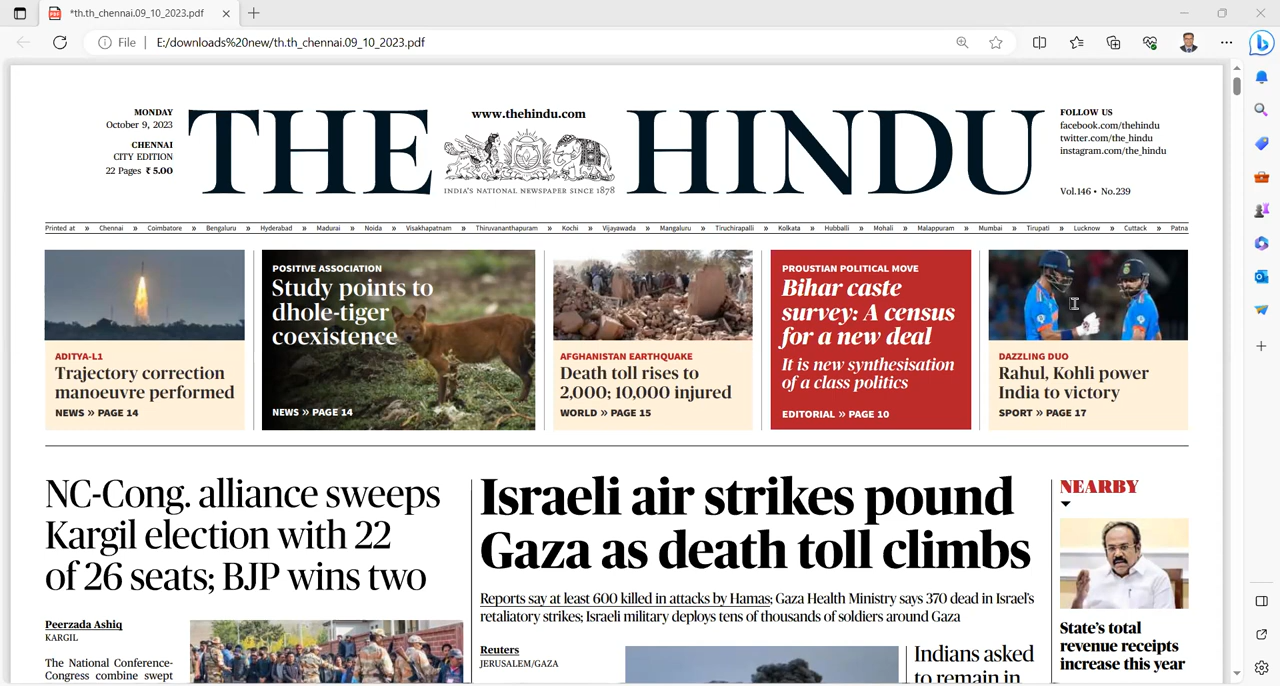 *th.th_chennai.09_10_2023.pdf
File
E:/downloads%20new/th.th_chennai.09_10_2023.pdf
MONDAY
October 9, 2023
CHENNAI
CITY EDITION
22 Pages ₹ 5.00
THE HINDU
www.thehindu.com
INDIA'S NATIONAL NEWSPAPER SINCE 1878
FOLLOW US
facebook.com/thehindu
twitter.com/the_hindu
instagram.com/the_hindu
Vol.146 • No.239
Printed at » Chennai » Coimbatore » Bengaluru » Hyderabad » Madurai » Noida » Visakhapatnam » Thiruvananthapuram » Kochi » Vijayawada » Mangaluru » Tiruchirapalli » Kolkata » Hubballi » Mohali » Malappuram » Mumbai » Tirupati » Lucknow » Cuttack » Patna
ADITYA-L1
Trajectory correction
manoeuvre performed
NEWS » PAGE 14
POSITIVE ASSOCIATION
Study points to
dhole-tiger
coexistence
NEWS » PAGE 14
AFGHANISTAN EARTHQUAKE
Death toll rises to
2,000; 10,000 injured
WORLD » PAGE 15
PROUSTIAN POLITICAL MOVE
Bihar caste
survey: A census
for a new deal
It is new synthesisation
of a class politics
EDITORIAL » PAGE 10
DAZZLING DUO
Rahul, Kohli power
India to victory
SPORT » PAGE 17
NC-Cong. alliance sweeps
Kargil election with 22
of 26 seats; BJP wins two
Peerzada Ashiq
KARGIL
The National Conference-
Congress combine swept
Israeli air strikes pound
Gaza as death toll climbs
Reports say at least 600 killed in attacks by Hamas; Gaza Health Ministry says 370 dead in Israel's
retaliatory strikes; Israeli military deploys tens of thousands of soldiers around Gaza
Reuters
JERUSALEM/GAZA
Indians asked
to remain in
NEARBY
State's total
revenue receipts
increase this year